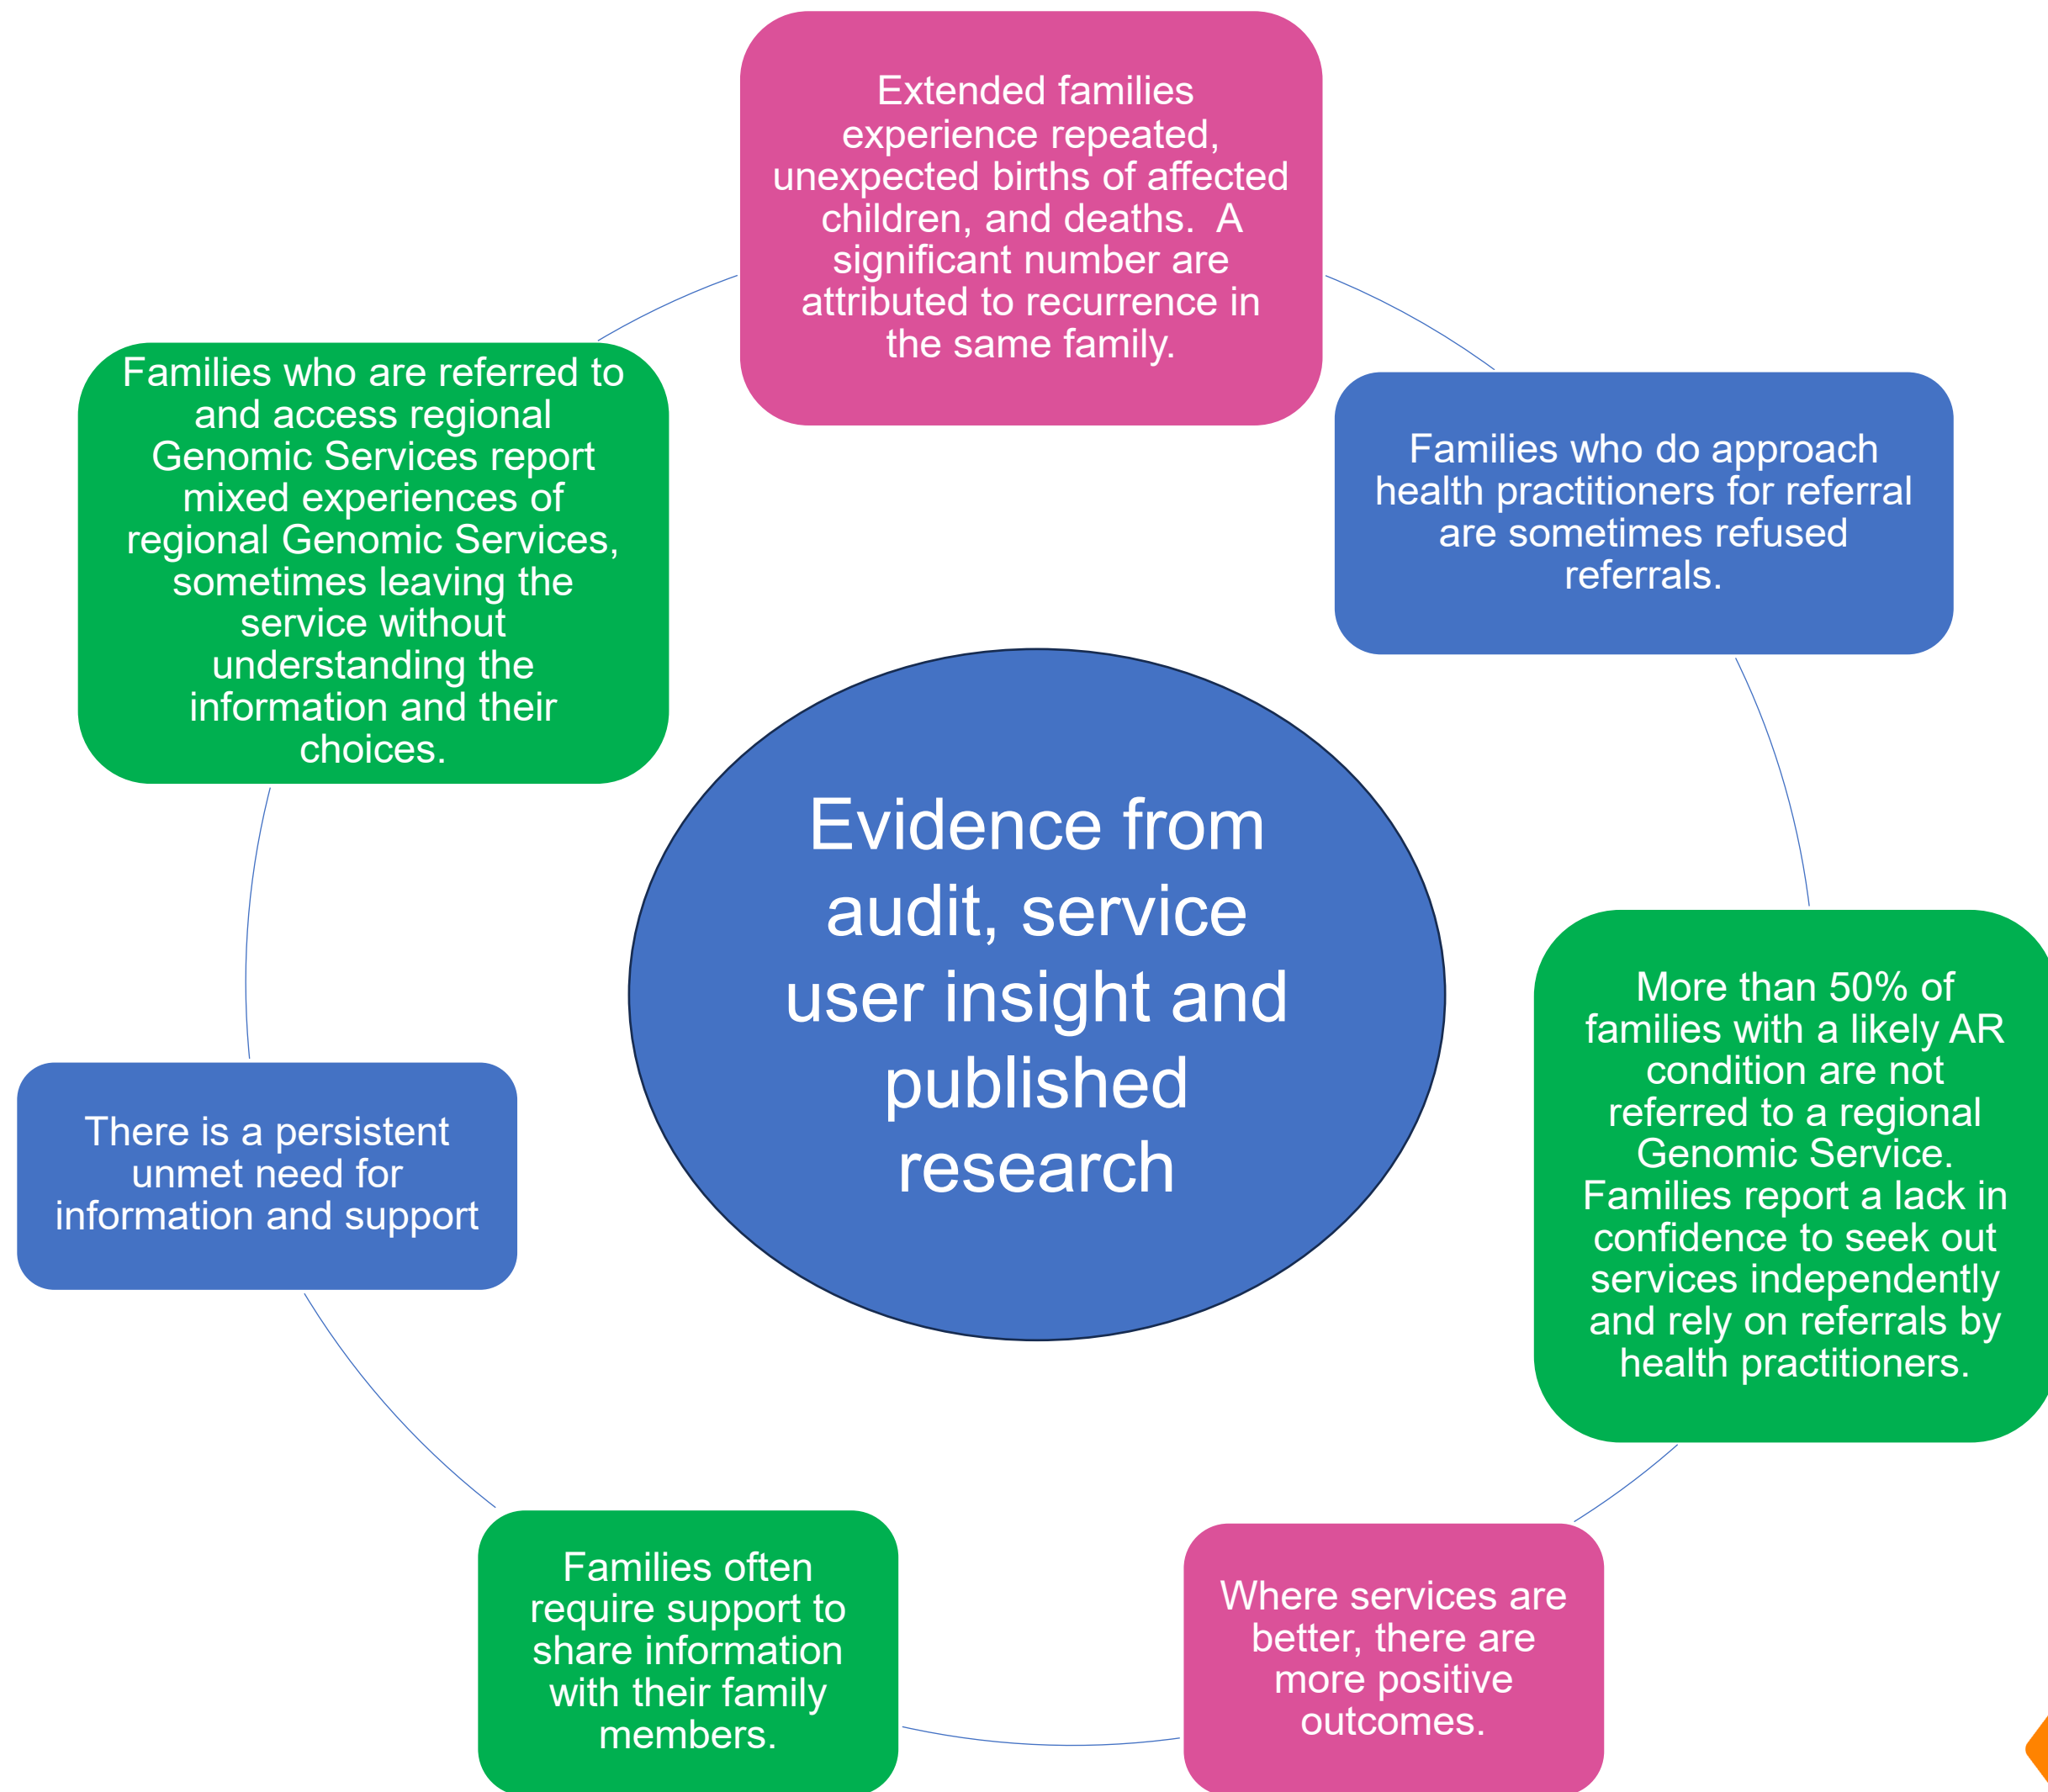 Extended families
experience repeated,
unexpected births of affected
children, and deaths.  A
significant number are
attributed to recurrence in
the same family.
Families who do approach
health practitioners for referral
are sometimes refused
referrals.
More than 50% of
families with a likely AR
condition are not
referred to a regional
Genomic Service.
Families report a lack in
confidence to seek out
services independently
and rely on referrals by
health practitioners.
Where services are
better, there are
more positive
outcomes.
Families often
require support to
share information
with their family
members.
There is a persistent
unmet need for
information and support
Families who are referred to
and access regional
Genomic Services report
mixed experiences of
regional Genomic Services,
sometimes leaving the
service without
understanding the
information and their
choices.
Evidence from
audit, service
user insight and
published
research